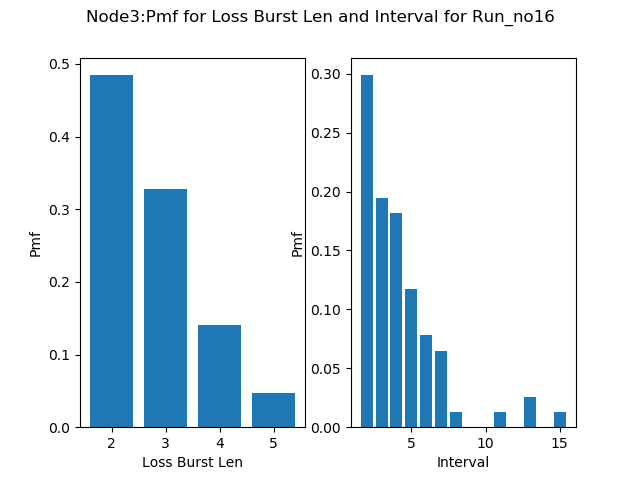 Node3:Pmf for Loss Burst Len and Interval for Run_no16
0.5
0.4
0.3
0.2
0.1
0.0
Pmf
2 3 4 5
Loss Burst Len
0.30
0.25
0.20
0.15
0.10
0.05
0.00
Pmf
5 10 15
Interval